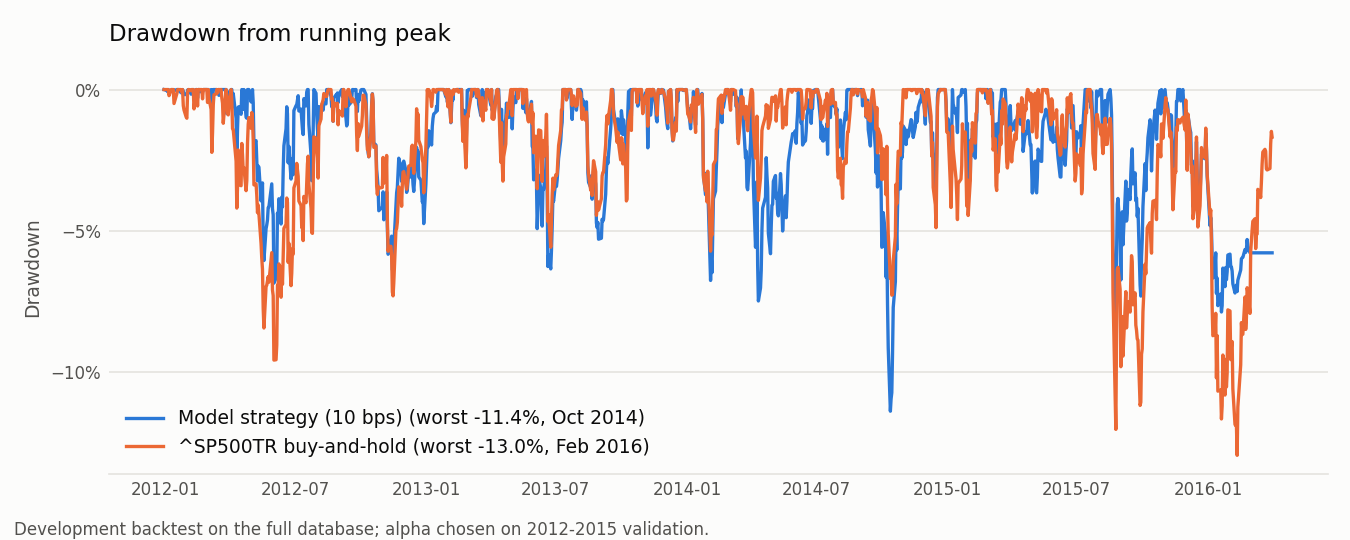 Drawdown from running peak
0%
−5%
−10%
Drawdown
Model strategy (10 bps) (worst -11.4%, Oct 2014)
^SP500TR buy-and-hold (worst -13.0%, Feb 2016)
2012-01 2012-07 2013-01 2013-07 2014-01 2014-07 2015-01 2015-07 2016-01
Development backtest on the full database; alpha chosen on 2012-2015 validation.